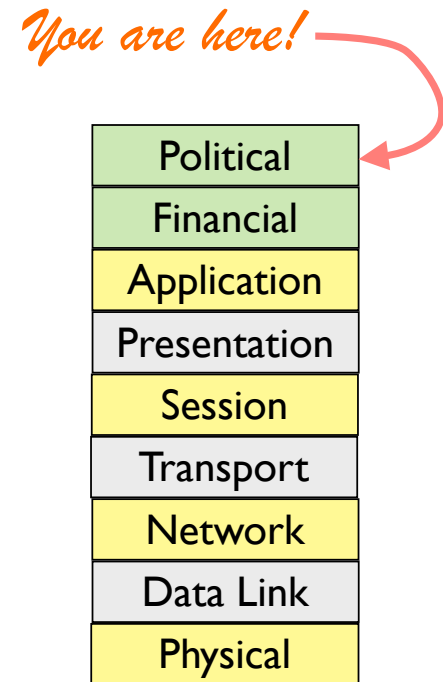 You are here!
Political
Financial
Application
Presentation
Session
Transport
Network
Data Link
Physical